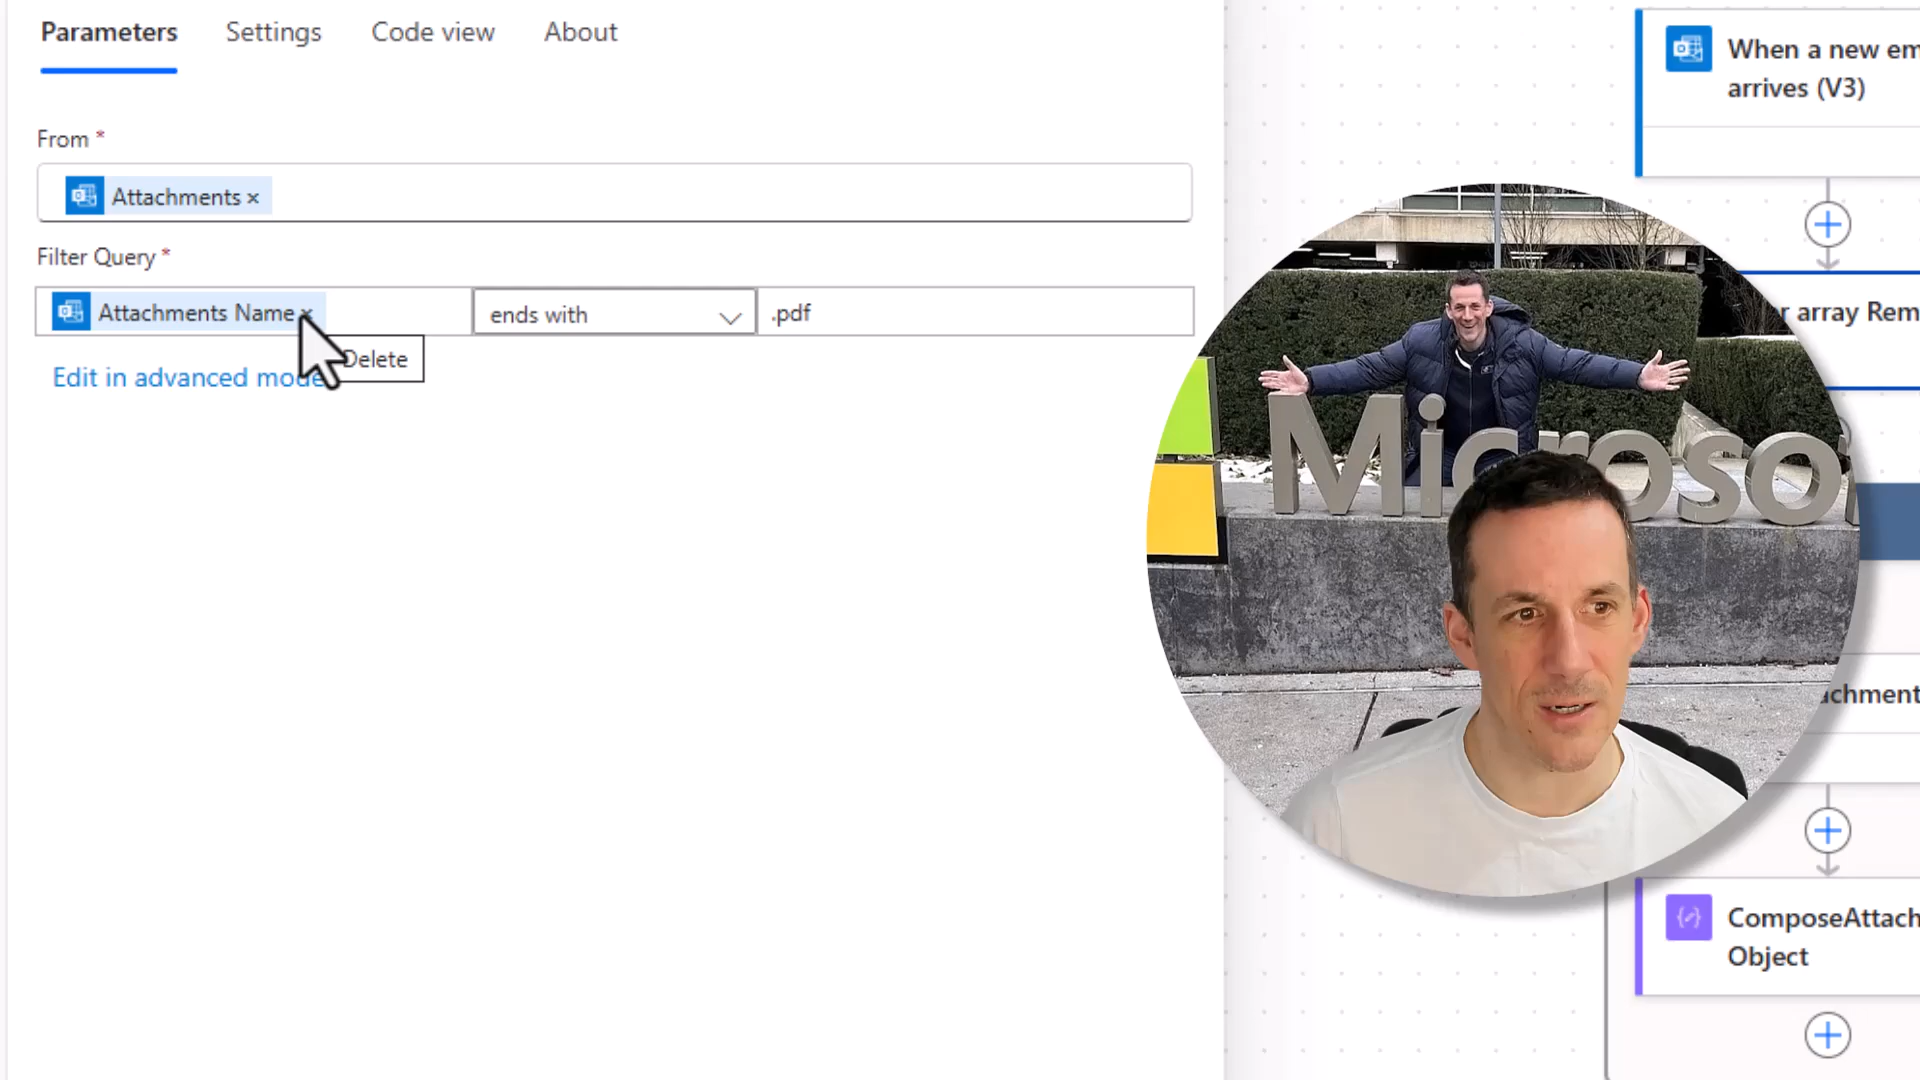 Parameters
Settings
Code view
About
From *
Attachments ×
Filter Query *
Attachments Name ×
ends with
.pdf
Delete
Edit in advanced mode
When a new em
arrives (V3)
r array Rem
Microso
achment
ComposeAttach
Object